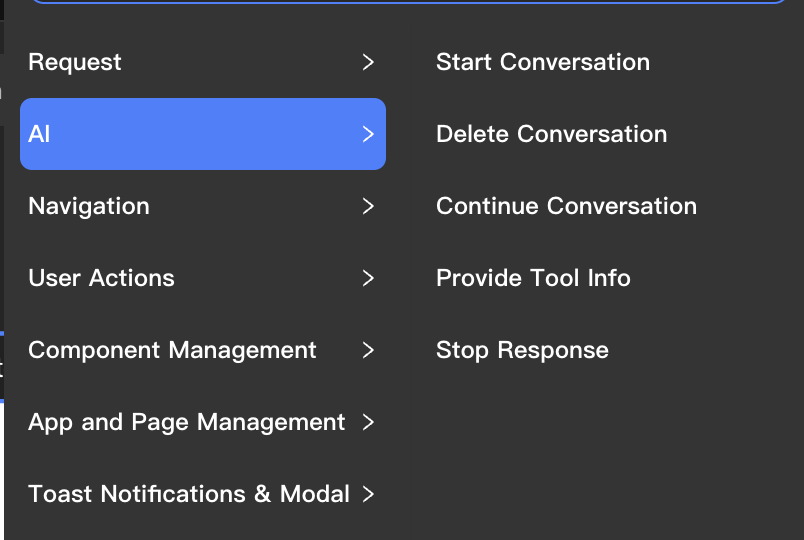 Request
AI
Navigation
User Actions
Component Management
App and Page Management
Toast Notifications & Modal
Start Conversation
Delete Conversation
Continue Conversation
Provide Tool Info
Stop Response